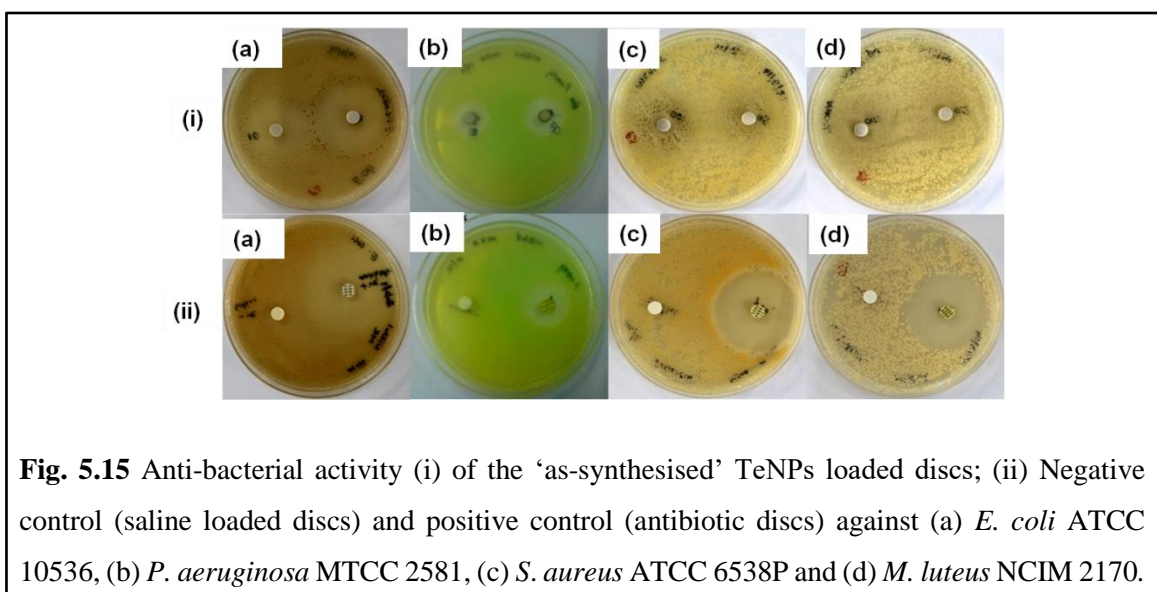 (a) (b) (c) (d)
(i)
(a) (b) (c) (d)
(ii)
Fig. 5.15 Anti-bacterial activity (i) of the ‘as-synthesised’ TeNPs loaded discs; (ii) Negative
control (saline loaded discs) and positive control (antibiotic discs) against (a) E. coli ATCC
10536, (b) P. aeruginosa MTCC 2581, (c) S. aureus ATCC 6538P and (d) M. luteus NCIM 2170.